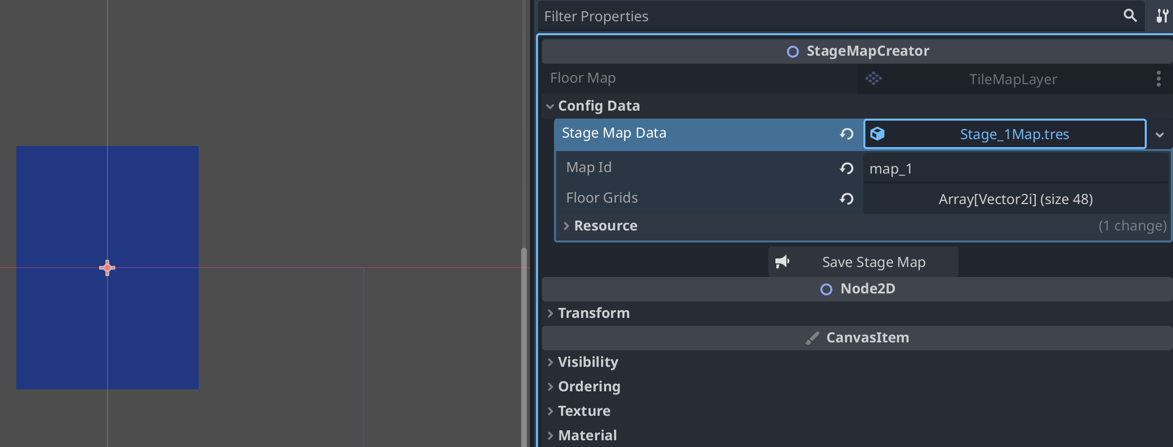 Filter Properties
StageMapCreator
Floor Map TileMapLayer
Config Data
Stage Map Data Stage_1Map.tres
Map Id map_1
Floor Grids Array[Vector2i] (size 48)
Resource (1 change)
Save Stage Map
Node2D
Transform
CanvasItem
Visibility
Ordering
Texture
Material